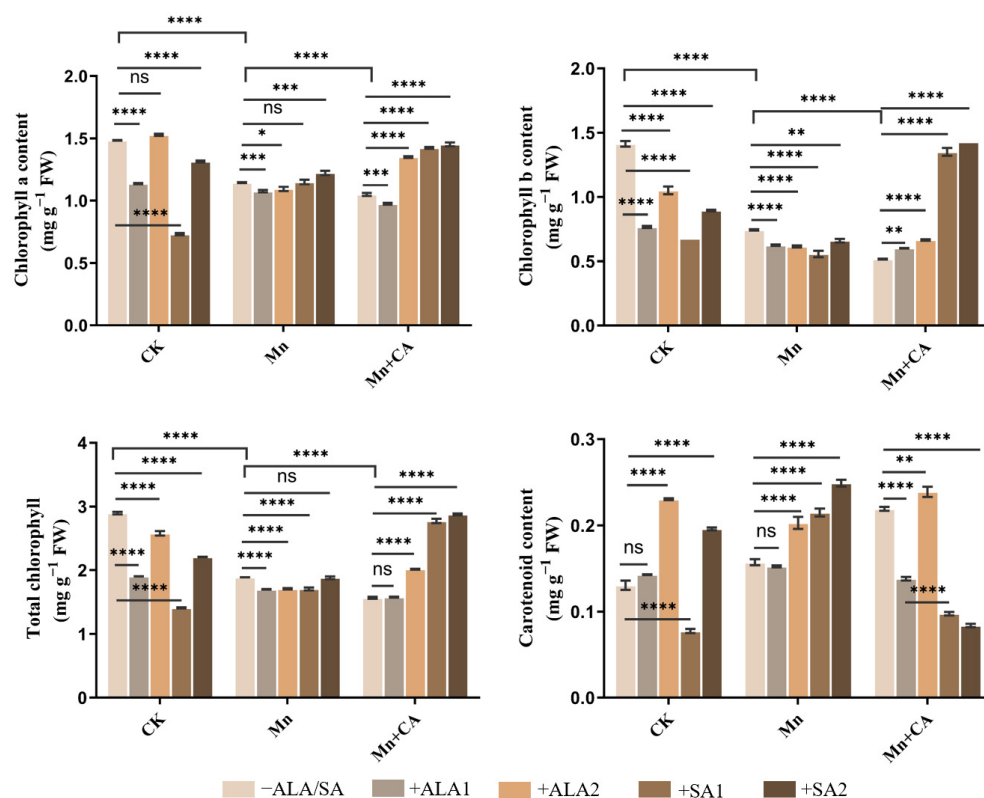 Chlorophyll a content
(mg g⁻¹ FW)
2.0
1.5
1.0
0.5
0.0
****
****
ns
****
****
****
***
ns
*
***
****
****
****
***
CK
Mn
Mn+CA
Chlorophyll b content
(mg g⁻¹ FW)
2.0
1.5
1.0
0.5
0.0
****
****
****
****
****
****
**
****
****
****
****
****
****
**
CK
Mn
Mn+CA
Total chlorophyll
(mg g⁻¹ FW)
4
3
2
1
0
****
****
****
****
****
****
ns
****
****
****
****
****
****
ns
CK
Mn
Mn+CA
Carotenoid content
(mg g⁻¹ FW)
0.3
0.2
0.1
0.0
****
****
ns
****
****
****
****
ns
****
**
****
****
CK
Mn
Mn+CA
−ALA/SA
+ALA1
+ALA2
+SA1
+SA2